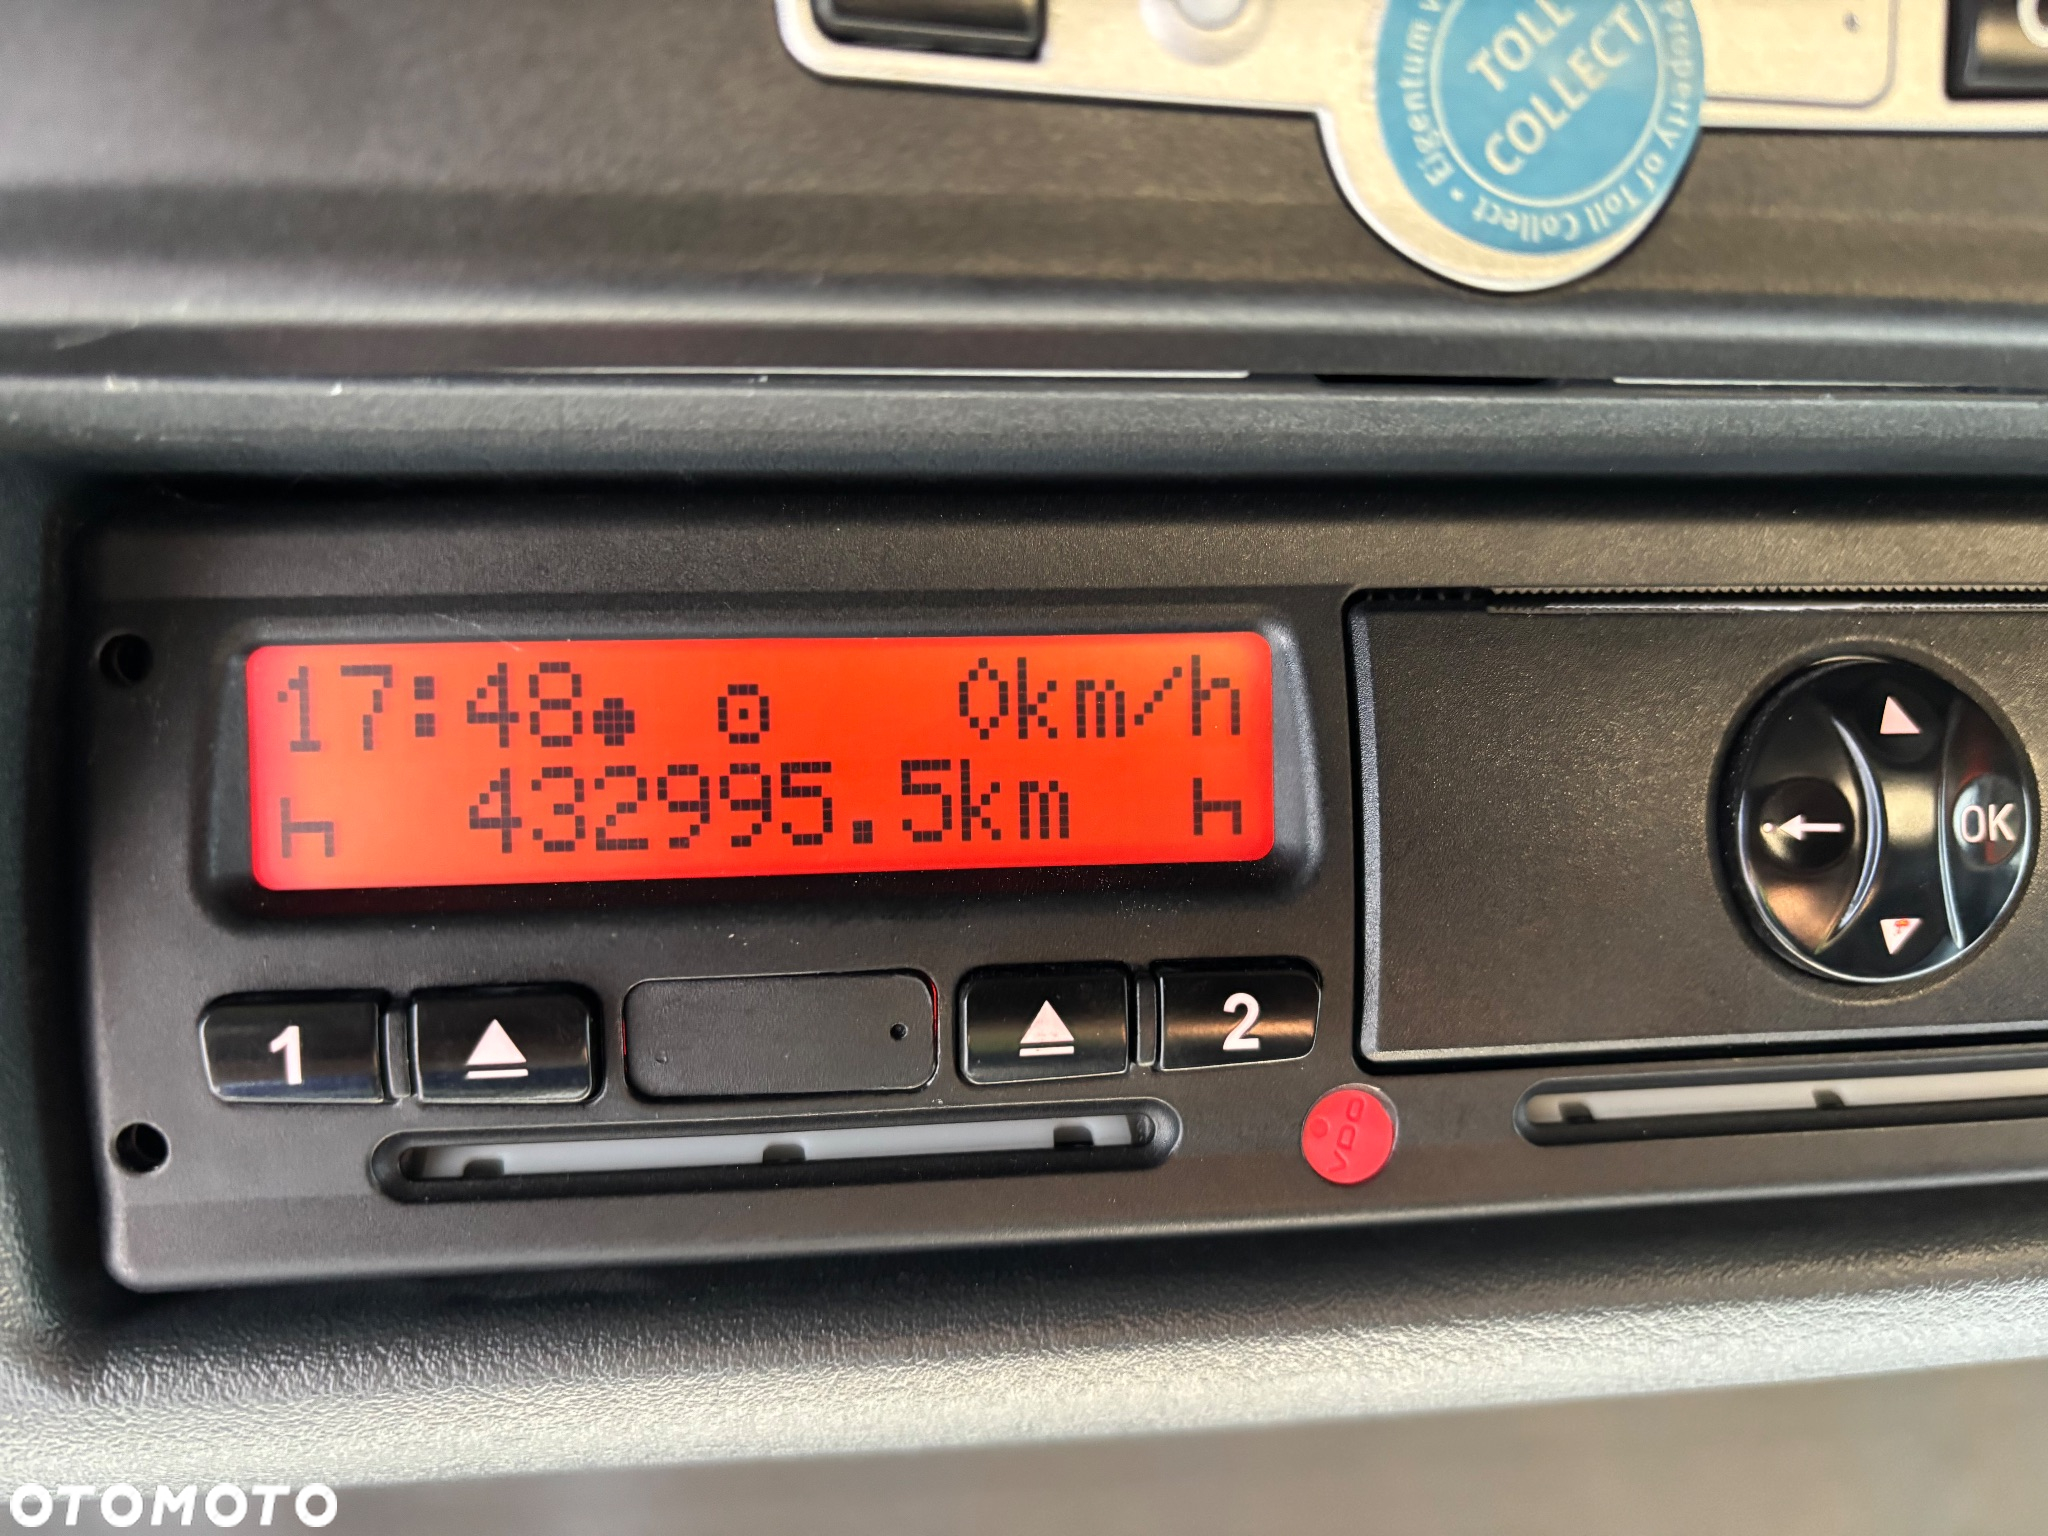 TOLL
COLLECT
Eigentum v
Property of Toll Collect
17:48 0km/h
432995.5km
OK
1
2
VDO
OTOMOTO